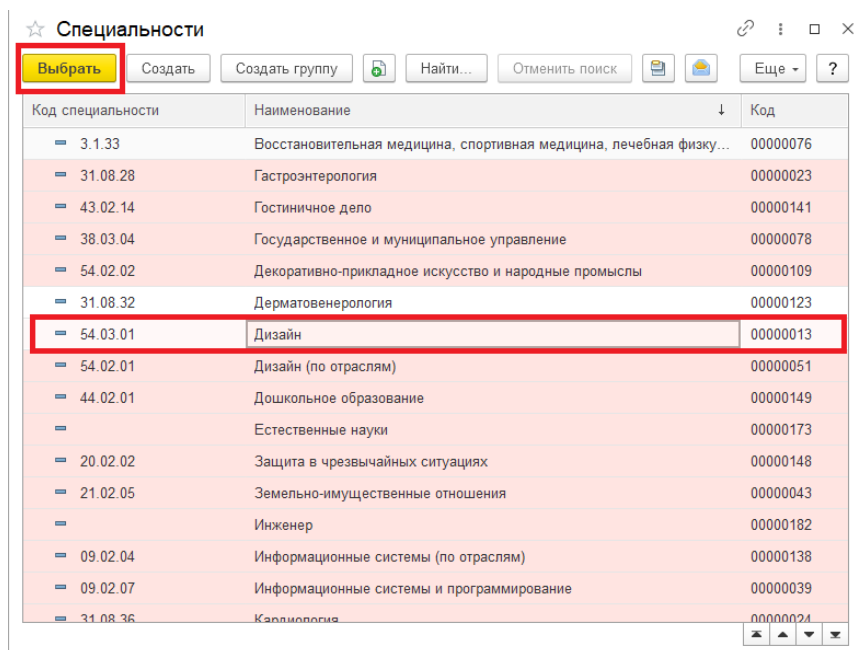 Специальности
Выбрать Создать Создать группу Найти... Отменить поиск Еще ?
Код специальности Наименование ↓ Код
3.1.33 Восстановительная медицина, спортивная медицина, лечебная физку... 00000076
31.08.28 Гастроэнтерология 00000023
43.02.14 Гостиничное дело 00000141
38.03.04 Государственное и муниципальное управление 00000078
54.02.02 Декоративно-прикладное искусство и народные промыслы 00000109
31.08.32 Дерматовенерология 00000123
54.03.01 Дизайн 00000013
54.02.01 Дизайн (по отраслям) 00000051
44.02.01 Дошкольное образование 00000149
Естественные науки 00000173
20.02.02 Защита в чрезвычайных ситуациях 00000148
21.02.05 Земельно-имущественные отношения 00000043
Инженер 00000182
09.02.04 Информационные системы (по отраслям) 00000138
09.02.07 Информационные системы и программирование 00000039
31.08.36 Кардиология 00000024